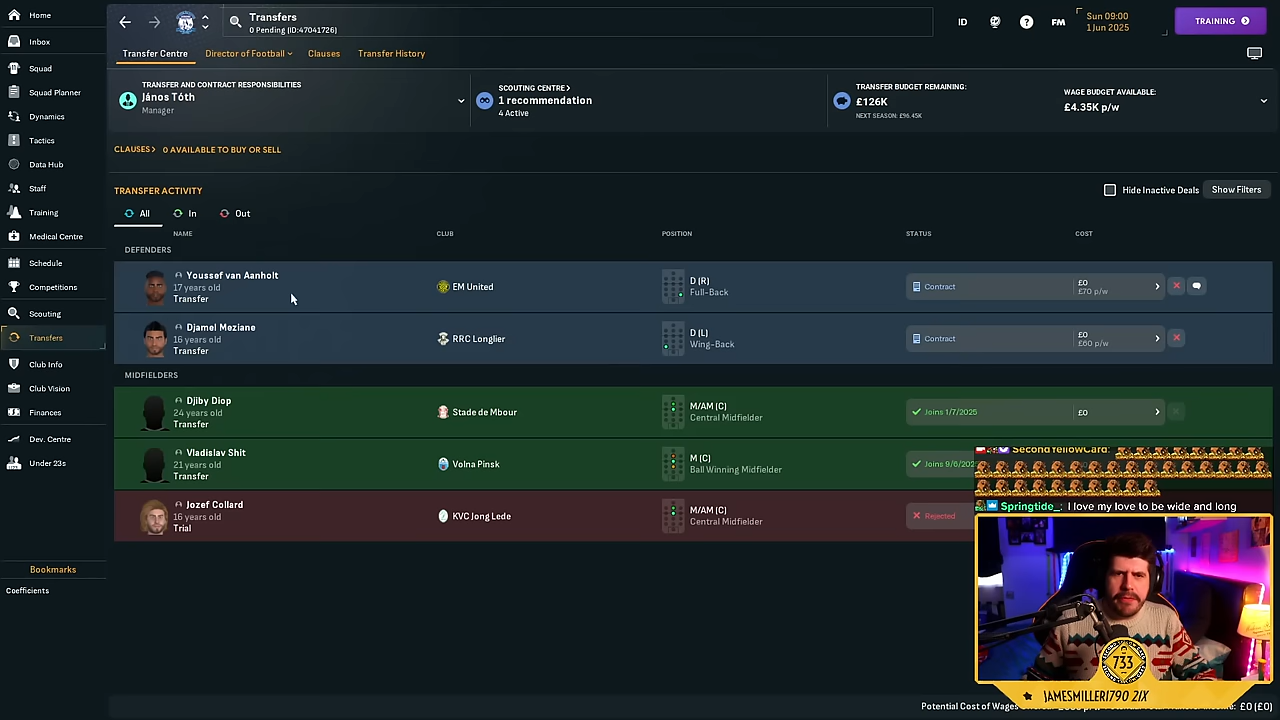 Home
Inbox
Squad
Squad Planner
Dynamics
Tactics
Data Hub
Staff
Training
Medical Centre
Schedule
Competitions
Scouting
Transfers
Club Info
Club Vision
Finances
Dev. Centre
Under 23s
Bookmarks
Coefficients
Transfers
0 Pending (ID:47041726)
ID
FM
Sun 09:00
1 Jun 2025
TRAINING
Transfer Centre
Director of Football
Clauses
Transfer History
TRANSFER AND CONTRACT RESPONSIBILITIES
János Tóth
Manager
SCOUTING CENTRE >
1 recommendation
4 Active
TRANSFER BUDGET REMAINING:
£126K
NEXT SEASON: £96.45K
WAGE BUDGET AVAILABLE:
£4.35K p/w
CLAUSES > 0 AVAILABLE TO BUY OR SELL
TRANSFER ACTIVITY
Hide Inactive Deals
Show Filters
All
In
Out
NAME CLUB POSITION STATUS COST
DEFENDERS
Youssef van Aanholt
17 years old
Transfer
EM United
D (R)
Full-Back
Contract
£0
£70 p/w
Djamel Meziane
16 years old
Transfer
RRC Longlier
D (L)
Wing-Back
Contract
£0
£60 p/w
MIDFIELDERS
Djiby Diop
24 years old
Transfer
Stade de Mbour
M/AM (C)
Central Midfielder
Joins 1/7/2025
£0
Vladislav Shit
21 years old
Transfer
Volna Pinsk
M (C)
Ball Winning Midfielder
Joins 9/6/202
Jozef Collard
16 years old
Trial
KVC Jong Lede
M/AM (C)
Central Midfielder
Rejected
SecondYellowCard:
Springtide_: I love my love to be wide and long
733
JAMESMILLER1790 21X
Potential Cost of Wages
£0 (£0)